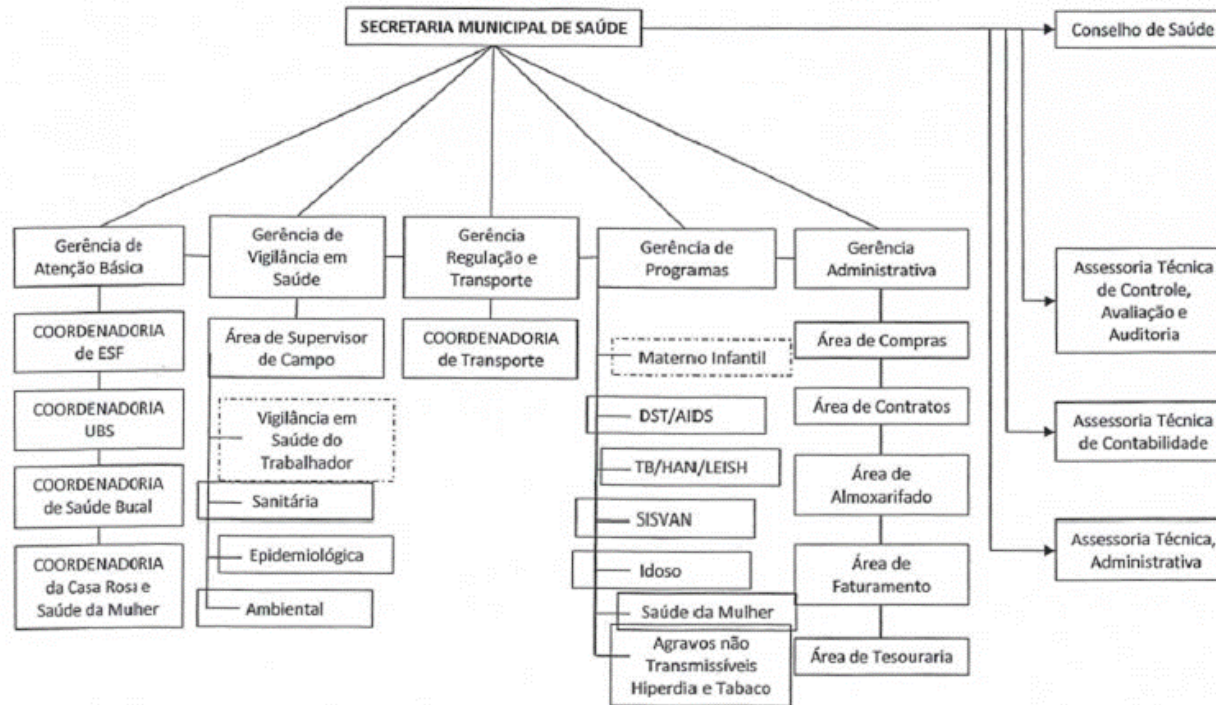 SECRETARIA MUNICIPAL DE SAÚDE
Conselho de Saúde
Gerência de
Atenção Básica
Gerência de
Vigilância em
Saúde
Gerência
Regulação e
Transporte
Gerência de
Programas
Gerência
Administrativa
Assessoria Técnica
de Controle,
Avaliação e
Auditoria
COORDENADORIA
de ESF
COORDENADORIA
UBS
COORDENADORIA
de Saúde Bucal
COORDENADORIA
da Casa Rosa e
Saúde da Mulher
Área de Supervisor
de Campo
Vigilância em
Saúde do
Trabalhador
Sanitária
Epidemiológica
Ambiental
COORDENADORIA
de Transporte
Materno Infantil
DST/AIDS
TB/HAN/LEISH
SISVAN
Idoso
Saúde da Mulher
Agravos não
Transmissíveis
Hiperdia e Tabaco
Área de Compras
Área de Contratos
Área de
Almoxarifado
Área de
Faturamento
Área de Tesouraria
Assessoria Técnica
de Contabilidade
Assessoria Técnica,
Administrativa